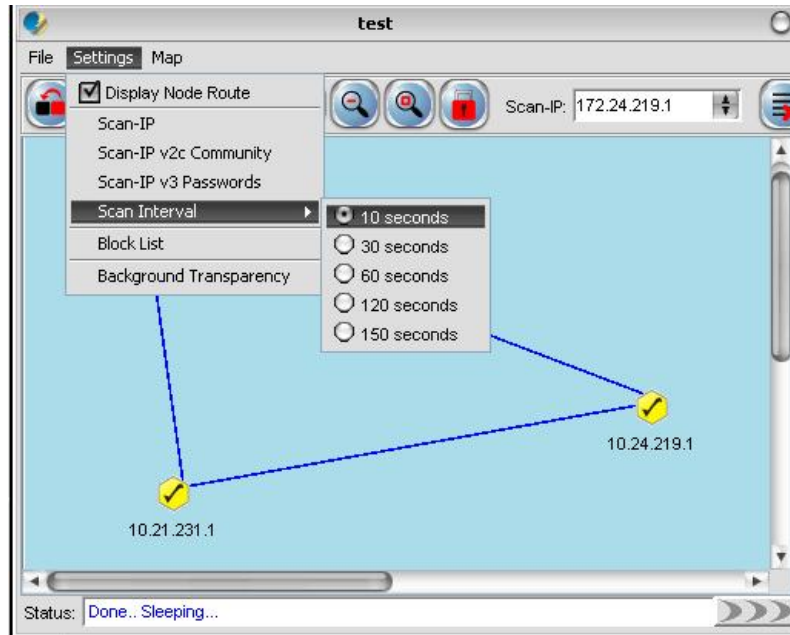 test
File Settings Map
Display Node Route
Scan-IP: 172.24.219.1
Scan-IP
Scan-IP v2c Community
Scan-IP v3 Passwords
Scan Interval
10 seconds
30 seconds
60 seconds
120 seconds
150 seconds
Block List
Background Transparency
10.24.219.1
10.21.231.1
Status: Done.. Sleeping...